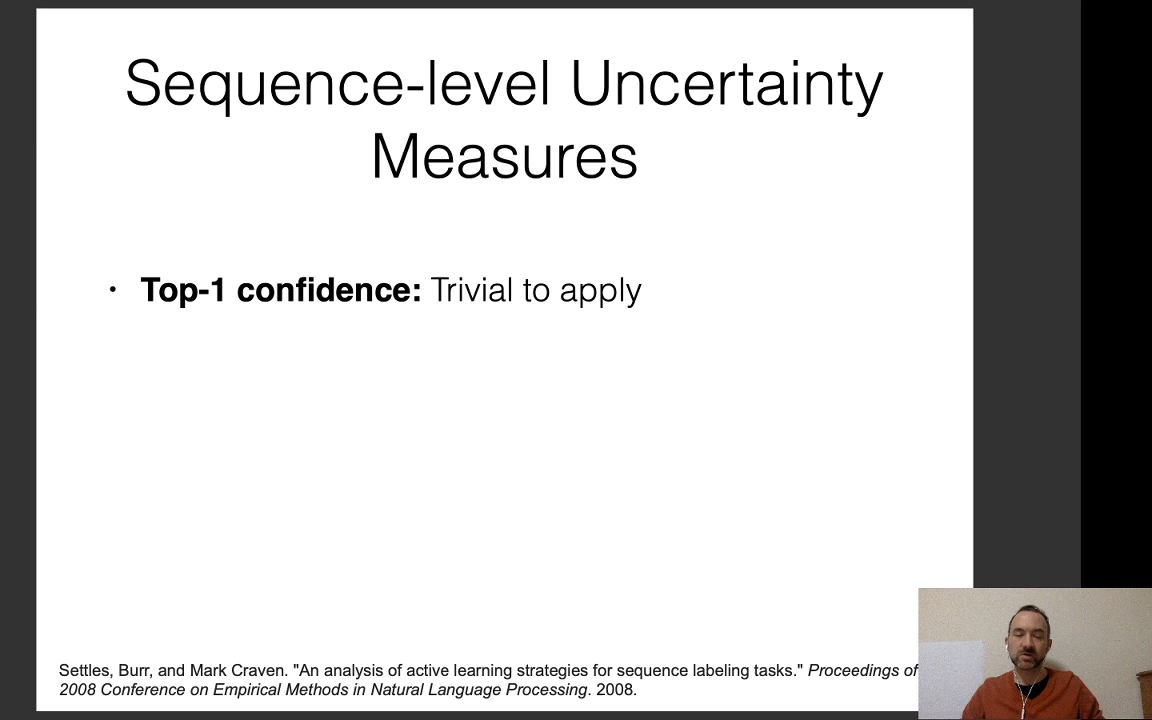 Sequence-level Uncertainty
Measures
• Top-1 confidence: Trivial to apply
Settles, Burr, and Mark Craven. "An analysis of active learning strategies for sequence labeling tasks." Proceedings of
2008 Conference on Empirical Methods in Natural Language Processing. 2008.